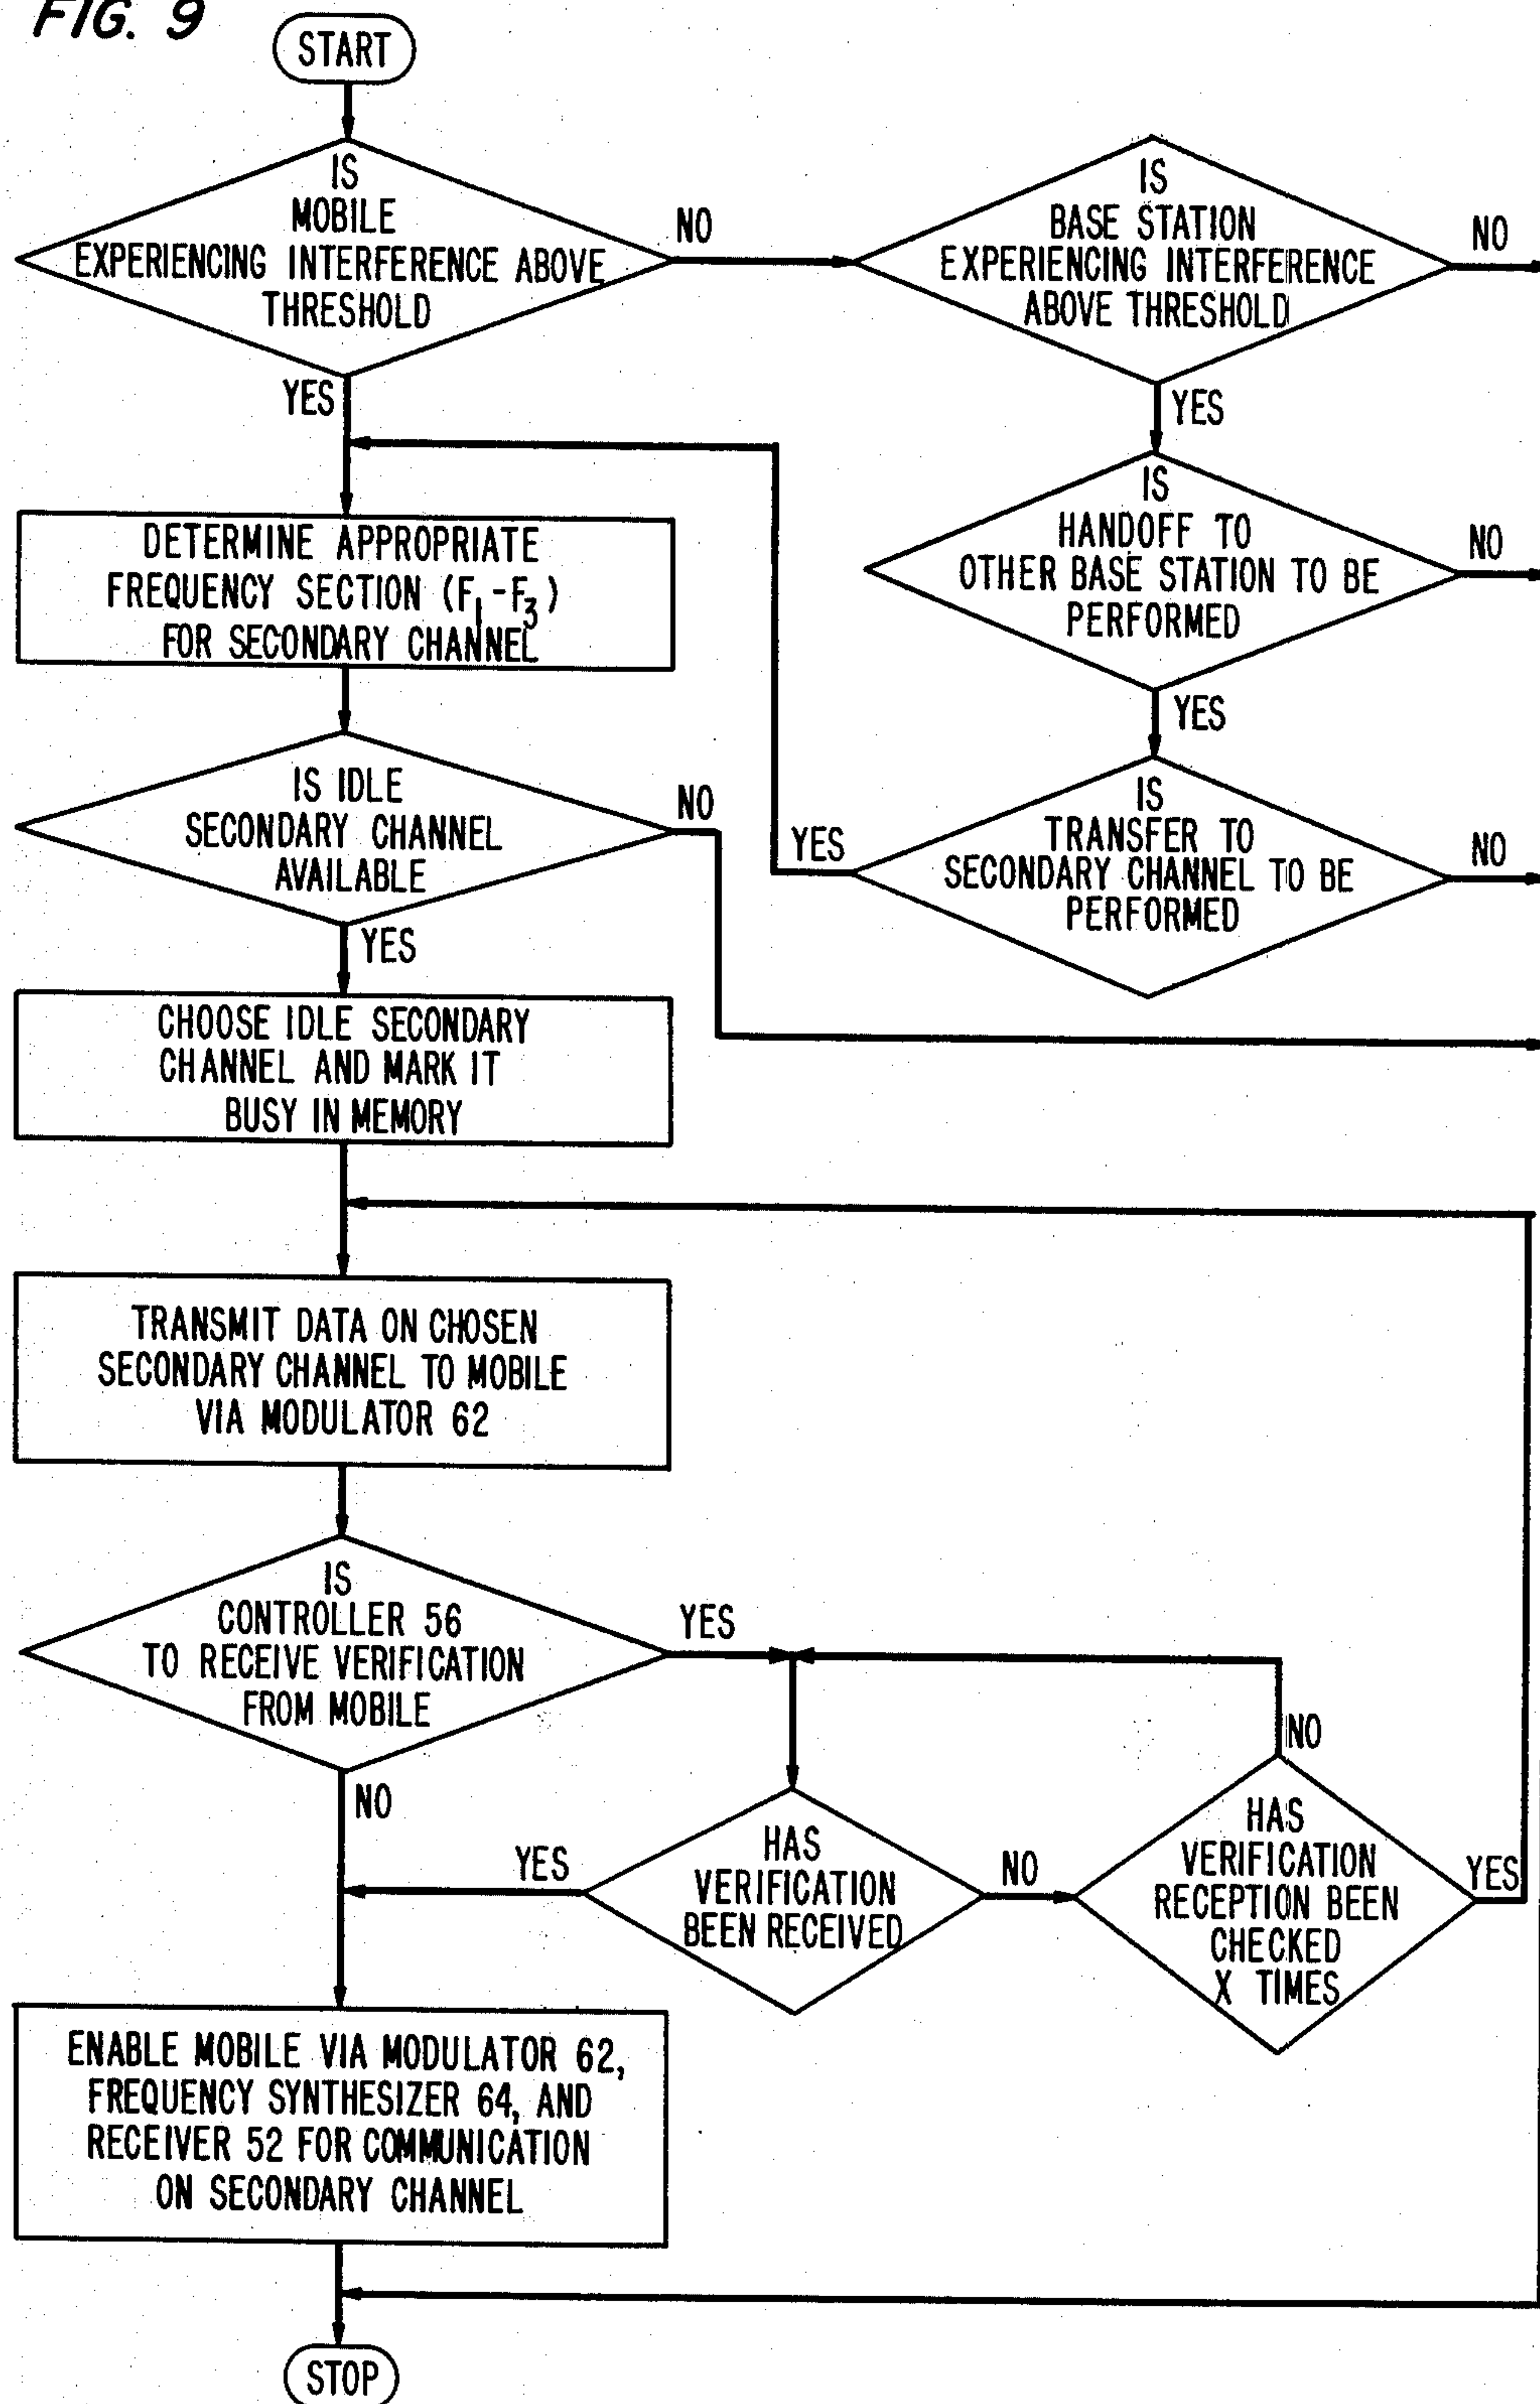 FIG. 9
START
IS
MOBILE
EXPERIENCING INTERFERENCE ABOVE
THRESHOLD
NO
YES
IS
BASE STATION
EXPERIENCING INTERFERENCE
ABOVE THRESHOLD
NO
YES
IS
HANDOFF TO
OTHER BASE STATION TO BE
PERFORMED
NO
YES
IS
TRANSFER TO
SECONDARY CHANNEL TO BE
PERFORMED
NO
YES
DETERMINE APPROPRIATE
FREQUENCY SECTION (F1-F3)
FOR SECONDARY CHANNEL
IS IDLE
SECONDARY CHANNEL
AVAILABLE
NO
YES
CHOOSE IDLE SECONDARY
CHANNEL AND MARK IT
BUSY IN MEMORY
TRANSMIT DATA ON CHOSEN
SECONDARY CHANNEL TO MOBILE
VIA MODULATOR 62
IS
CONTROLLER 56
TO RECEIVE VERIFICATION
FROM MOBILE
YES
NO
HAS
VERIFICATION
BEEN RECEIVED
YES
NO
HAS
VERIFICATION
RECEPTION BEEN
CHECKED
X TIMES
NO
YES
ENABLE MOBILE VIA MODULATOR 62,
FREQUENCY SYNTHESIZER 64, AND
RECEIVER 52 FOR COMMUNICATION
ON SECONDARY CHANNEL
STOP